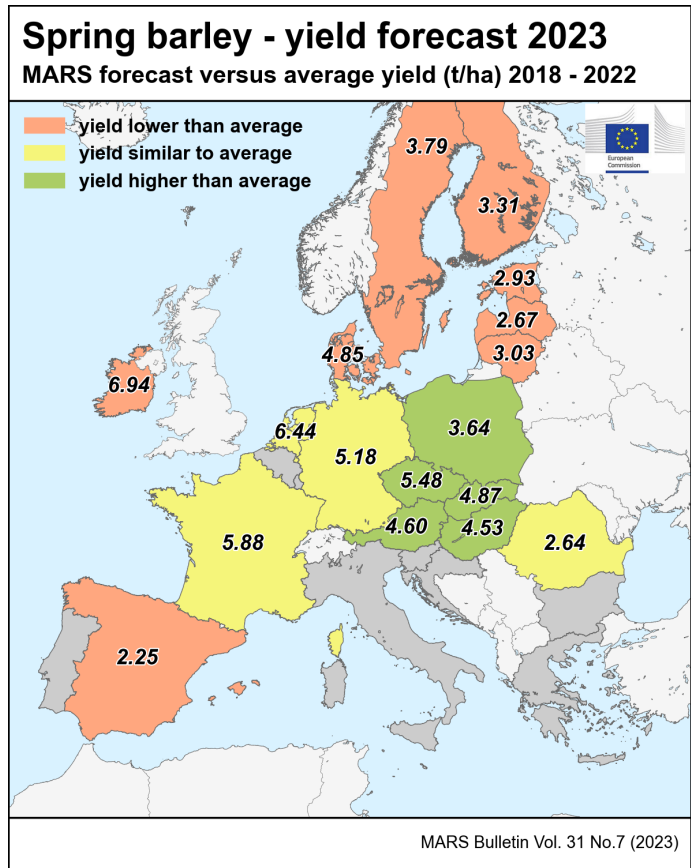 Spring barley - yield forecast 2023
MARS forecast versus average yield (t/ha) 2018 - 2022
yield lower than average
yield similar to average
yield higher than average
European
Commission
3.79
3.31
2.93
2.67
3.03
4.85
6.94
6.44
5.18
3.64
5.48
4.87
4.60
4.53
5.88
2.64
2.25
MARS Bulletin Vol. 31 No.7 (2023)